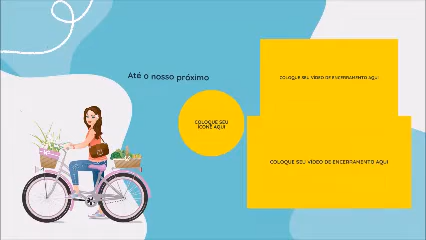 Até o nosso próximo
COLOQUE SEU VÍDEO DE ENCERRAMENTO AQUI
COLOQUE SEU
ÍCONE AQUI
COLOQUE SEU VÍDEO DE ENCERRAMENTO AQUI